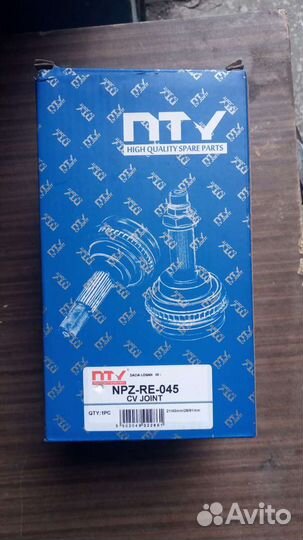 NTY
HIGH QUALITY SPARE PARTS
NTY
DACIA LOGAN
NPZ-RE-045
CV JOINT
QTY: 1PC
Avito